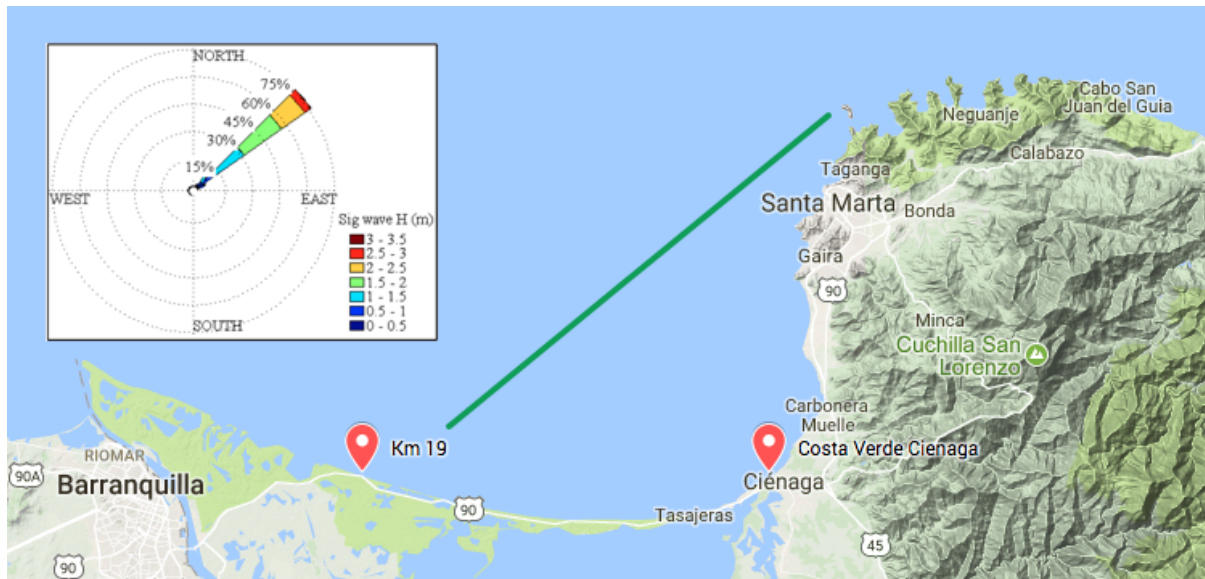 NORTH
75%
60%
45%
30%
15%
WEST
EAST
Sig wave H (m)
3 - 3.5
2.5 - 3
2 - 2.5
1.5 - 2
1 - 1.5
0.5 - 1
0 - 0.5
SOUTH
Cabo San
Juan del Guia
Neguanje
Calabazo
Taganga
Santa Marta
Bonda
Gaira
90
Minca
Cuchilla San
Lorenzo
Carbonera
Muelle
Km 19
Costa Verde Cienaga
RIOMAR
90A
Barranquilla
Ciénaga
90
Tasajeras
45
90